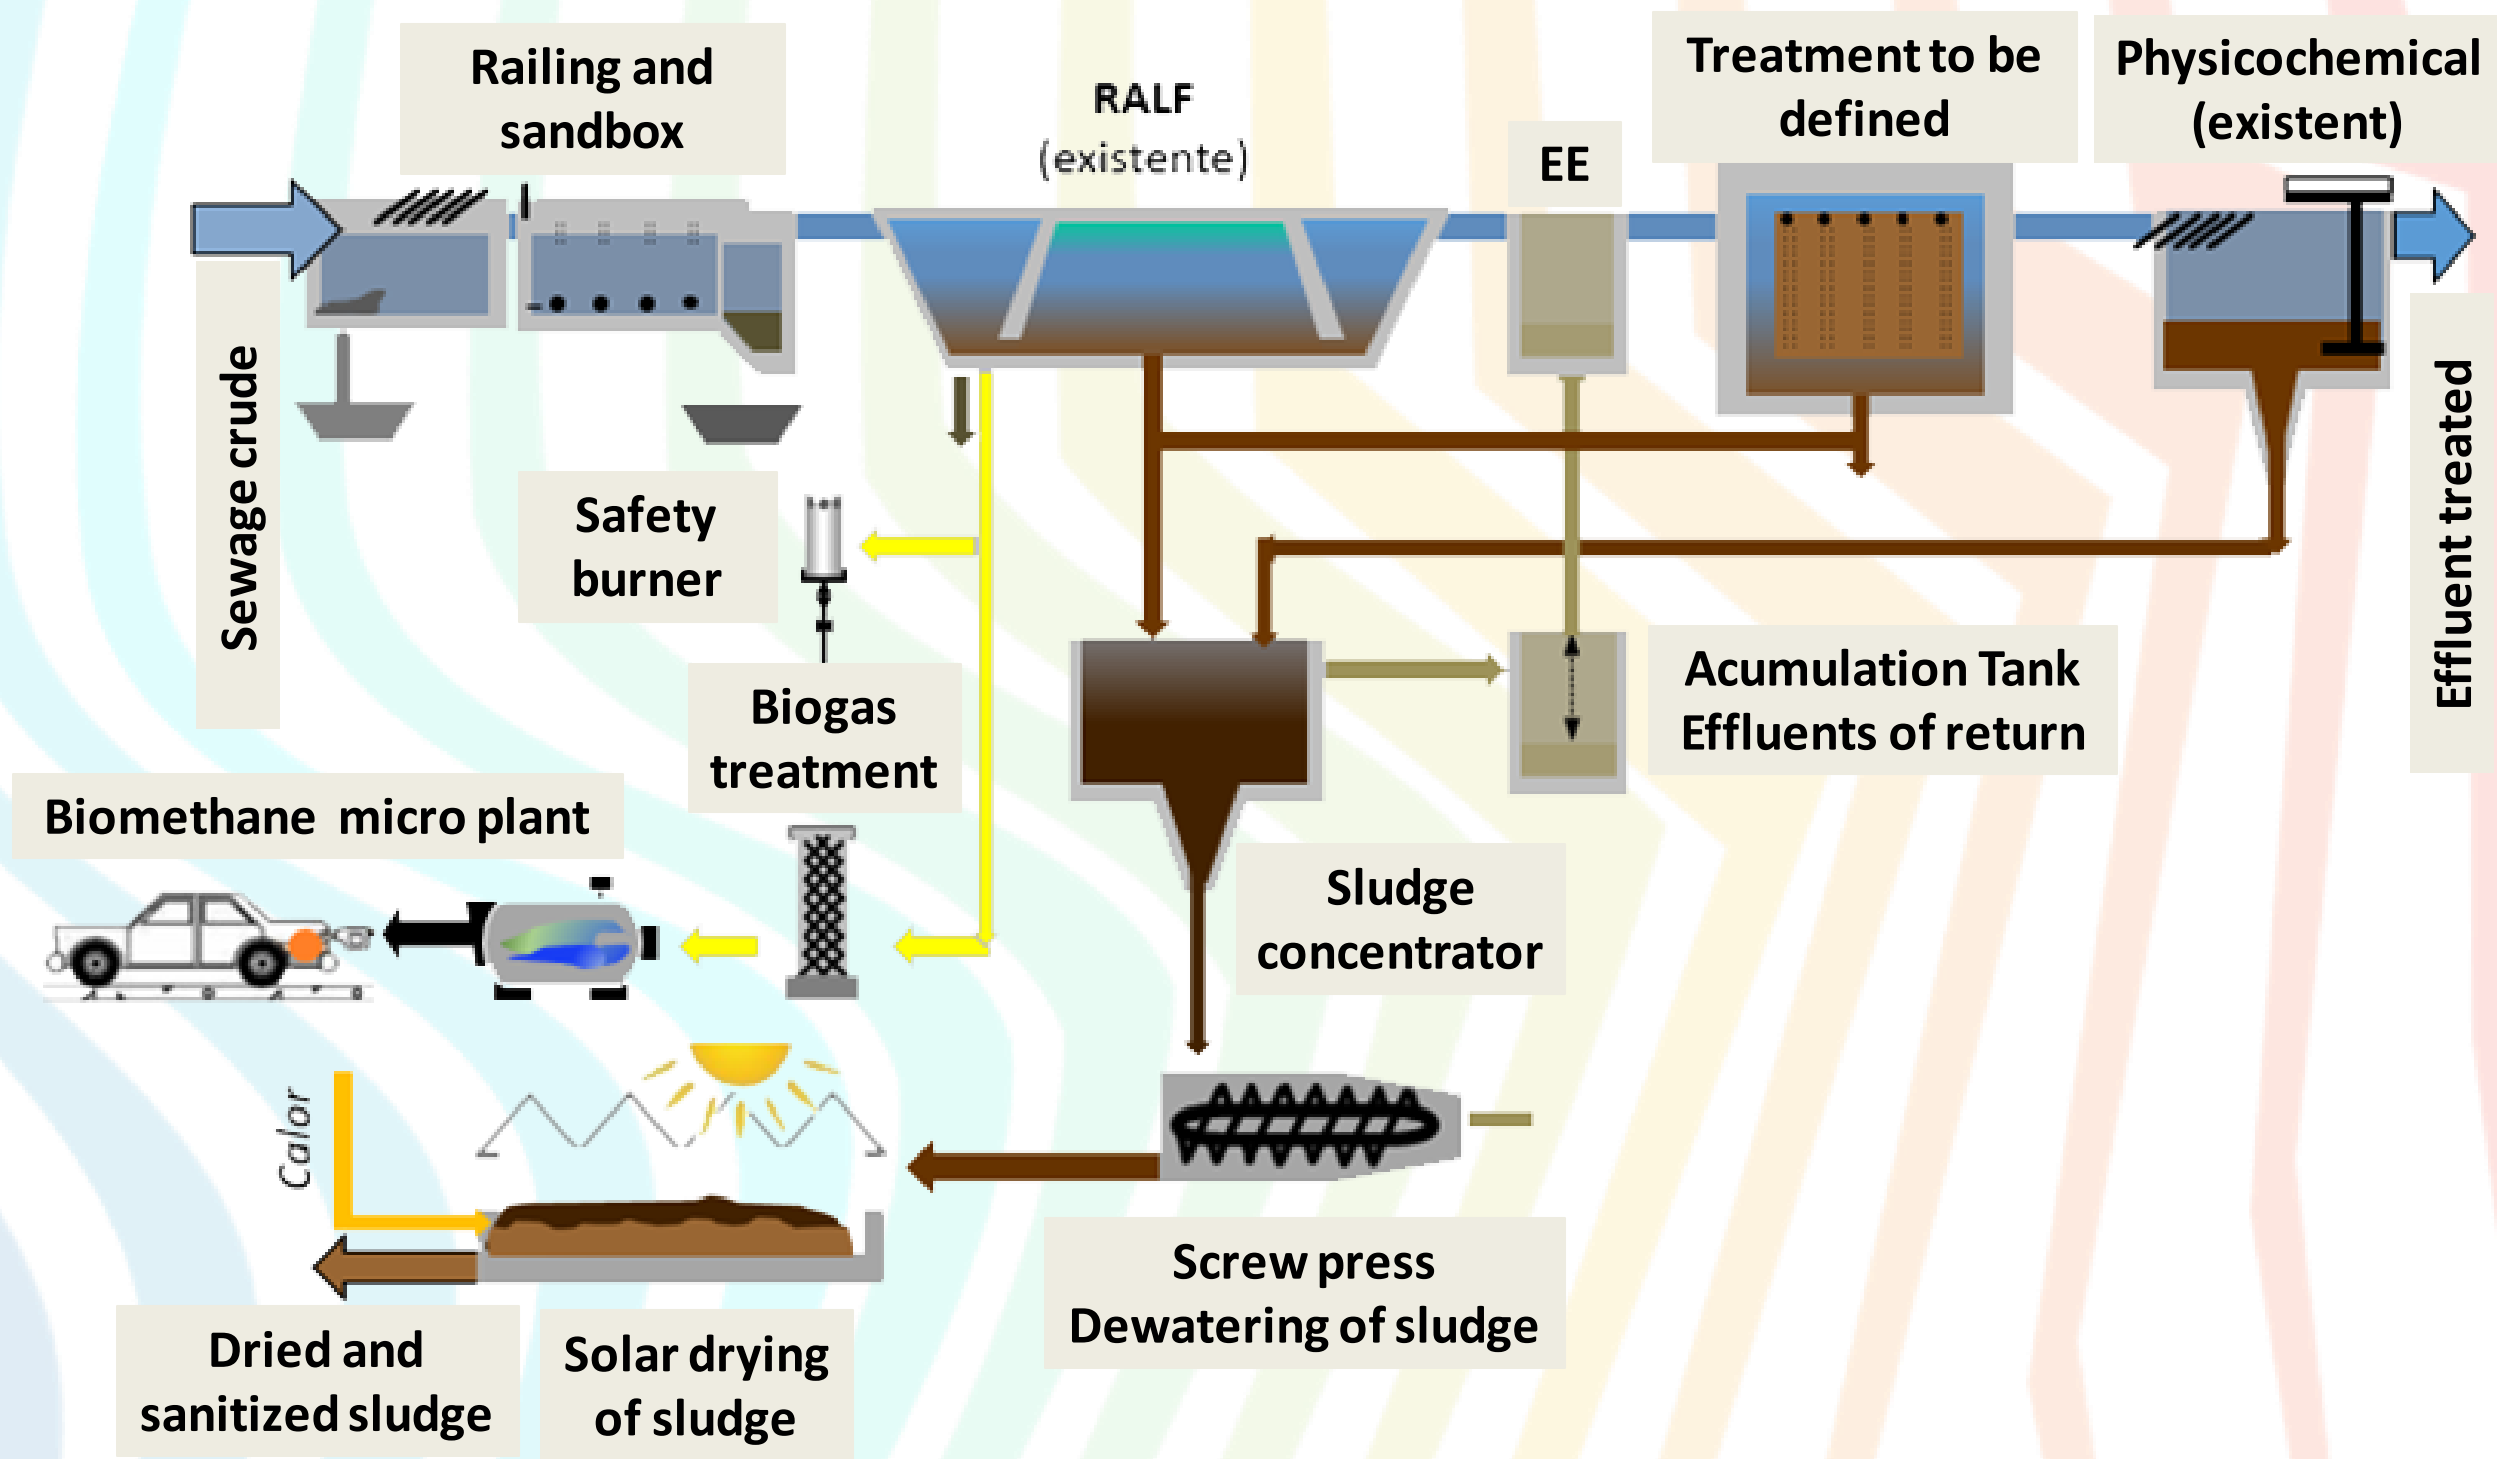 Railing and
sandbox
RALF
(existente)
EE
Treatment to be
defined
Physicochemical
(existent)
Sewage crude
Effluent treated
Safety
burner
Biogas
treatment
Acumulation Tank
Effluents of return
Biomethane micro plant
Sludge
concentrator
Calor
Screw press
Dewatering of sludge
Dried and
sanitized sludge
Solar drying
of sludge